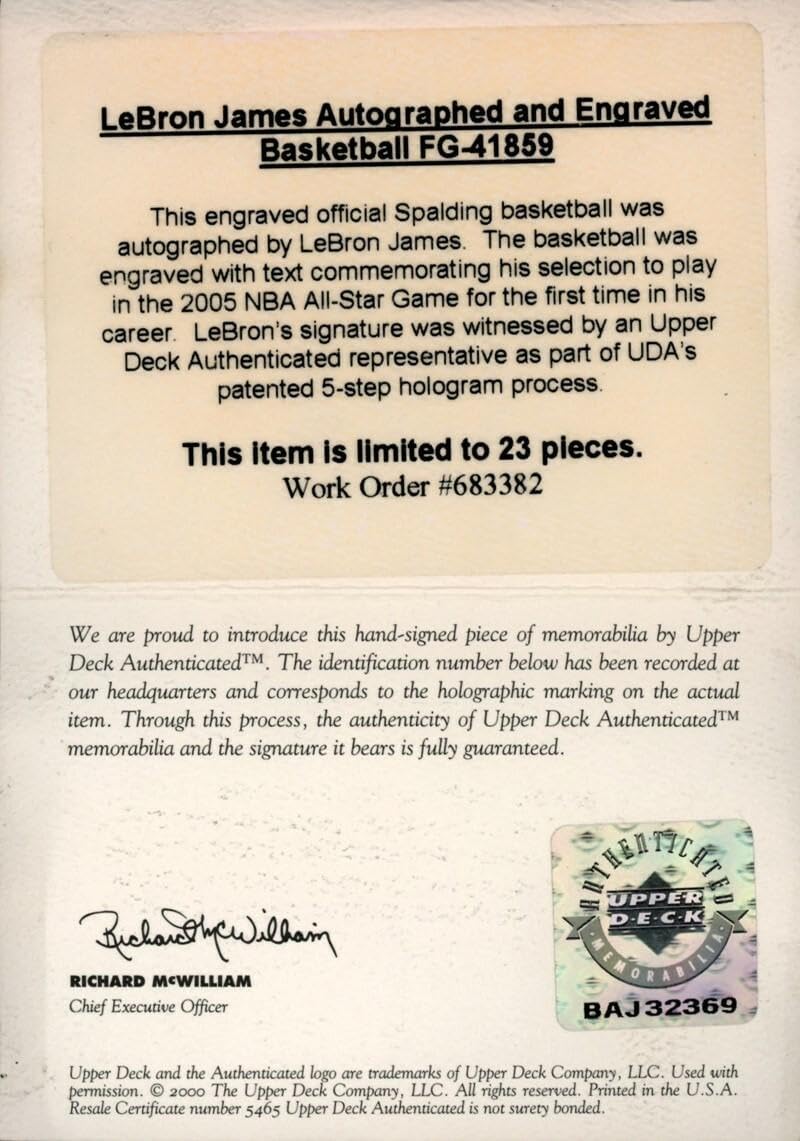 LeBron James Autographed and Engraved
Basketball FG-41859
This engraved official Spalding basketball was
autographed by LeBron James. The basketball was
engraved with text commemorating his selection to play
in the 2005 NBA All-Star Game for the first time in his
career. LeBron's signature was witnessed by an Upper
Deck Authenticated representative as part of UDA's
patented 5-step hologram process.
This item is limited to 23 pieces.
Work Order #683382
We are proud to introduce this hand-signed piece of memorabilia by Upper
Deck Authenticated™. The identification number below has been recorded at
our headquarters and corresponds to the holographic marking on the actual
item. Through this process, the authenticity of Upper Deck Authenticated™
memorabilia and the signature it bears is fully guaranteed.
Richard McWilliam
RICHARD McWILLIAM
Chief Executive Officer
AUTHENTICATED
UPPER
D·E·C·K
·MEMORABILIA·
BAJ32369
Upper Deck and the Authenticated logo are trademarks of Upper Deck Company, LLC. Used with
permission. © 2000 The Upper Deck Company, LLC. All rights reserved. Printed in the U.S.A.
Resale Certificate number 5465 Upper Deck Authenticated is not surety bonded.